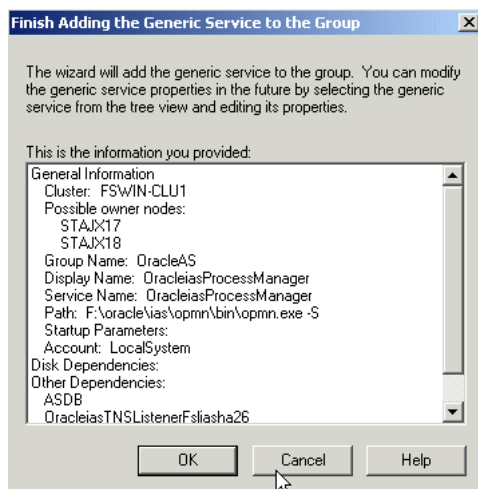 Finish Adding the Generic Service to the Group
The wizard will add the generic service to the group. You can modify
the generic service properties in the future by selecting the generic
service from the tree view and editing its properties.
This is the information you provided:
General Information
Cluster: FSWIN-CLU1
Possible owner nodes:
STAJX17
STAJX18
Group Name: OracleAS
Display Name: OracleiasProcessManager
Service Name: OracleiasProcessManager
Path: F:\oracle\ias\opmn\bin\opmn.exe -S
Startup Parameters:
Account: LocalSystem
Disk Dependencies:
Other Dependencies:
ASDB
OracleiasTNSListenerFsliasha26
OK Cancel Help